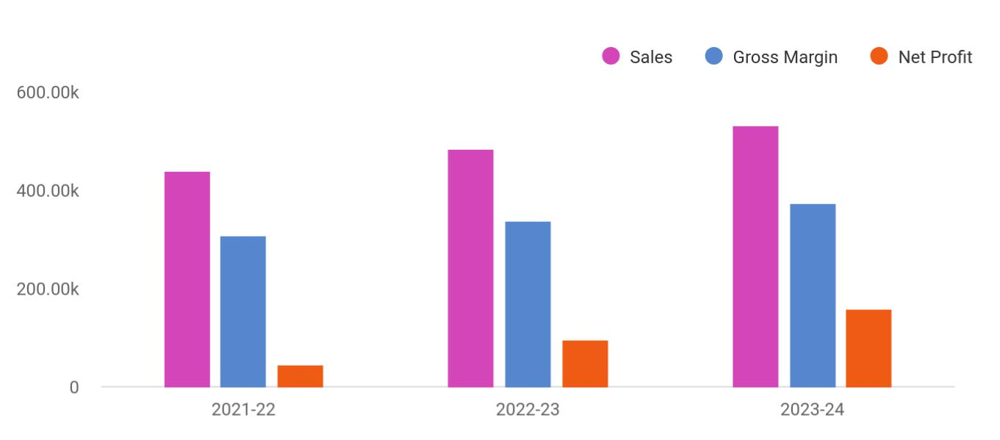 Sales Gross Margin Net Profit
600.00k
400.00k
200.00k
0
2021-22 2022-23 2023-24